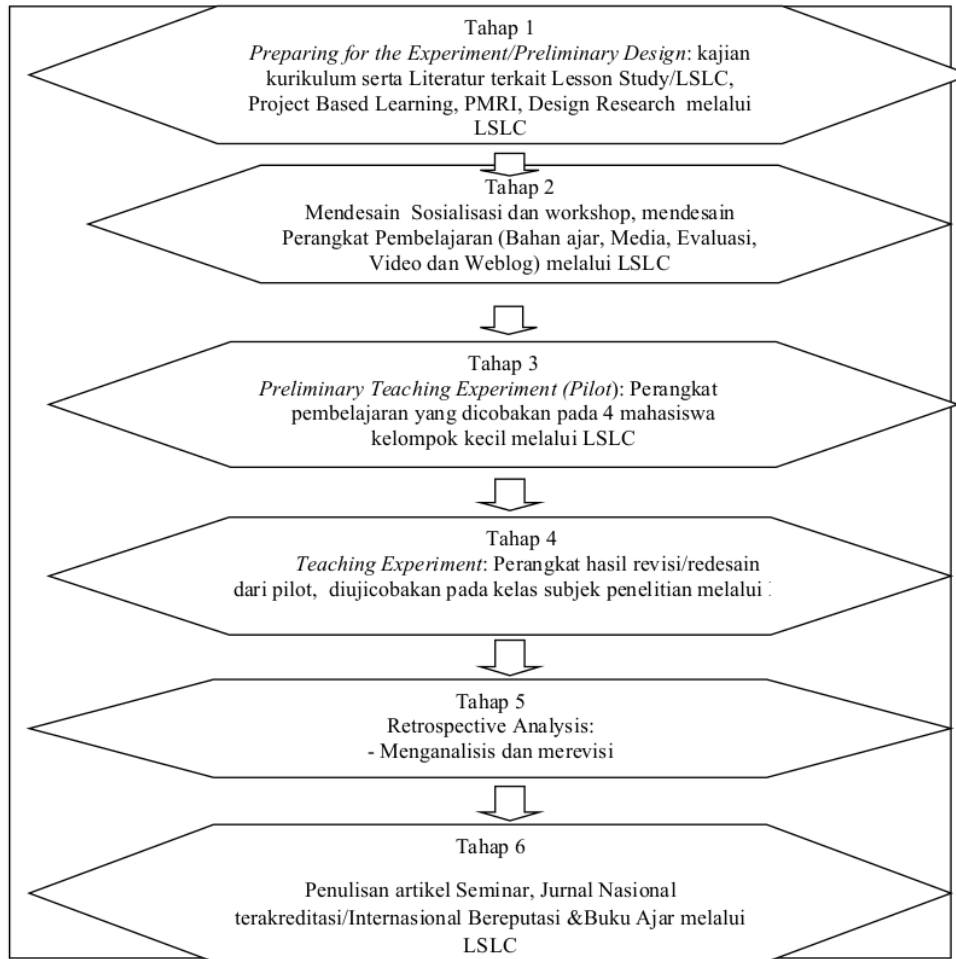 Tahap 1
Preparing for the Experiment/Preliminary Design: kajian
kurikulum serta Literatur terkait Lesson Study/LSLC,
Project Based Learning, PMRI, Design Research melalui
LSLC
Tahap 2
Mendesain Sosialisasi dan workshop, mendesain
Perangkat Pembelajaran (Bahan ajar, Media, Evaluasi,
Video dan Weblog) melalui LSLC
Tahap 3
Preliminary Teaching Experiment (Pilot): Perangkat
pembelajaran yang dicobakan pada 4 mahasiswa
kelompok kecil melalui LSLC
Tahap 4
Teaching Experiment: Perangkat hasil revisi/redesain
dari pilot, diujicobakan pada kelas subjek penelitian melalui
Tahap 5
Retrospective Analysis:
- Menganalisis dan merevisi
Tahap 6
Penulisan artikel Seminar, Jurnal Nasional
terakreditasi/Internasional Bereputasi &Buku Ajar melalui
LSLC